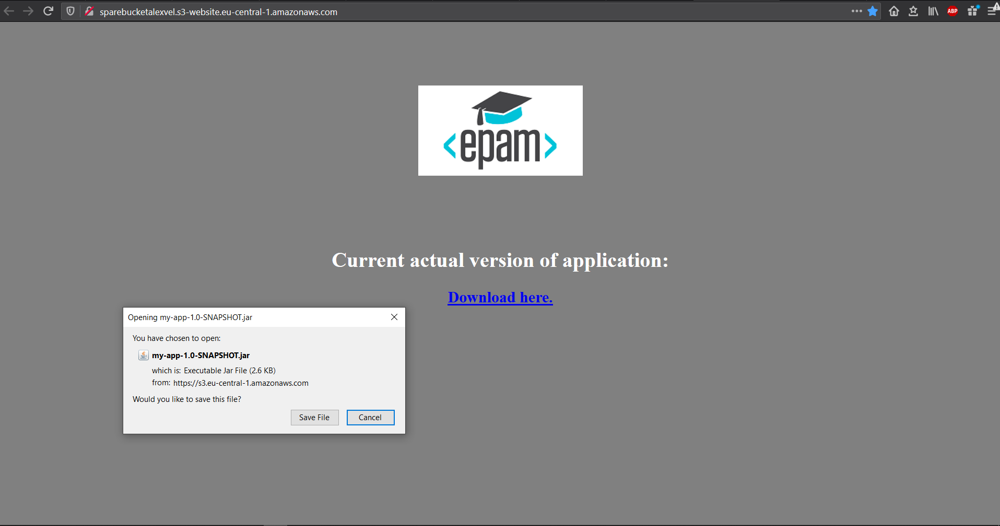 sparebucketalexvel.s3-website.eu-central-1.amazonaws.com
ABP
<epam>
Current actual version of application:
Download here.
Opening my-app-1.0-SNAPSHOT.jar
You have chosen to open:
my-app-1.0-SNAPSHOT.jar
which is: Executable Jar File (2.6 KB)
from: https://s3.eu-central-1.amazonaws.com
Would you like to save this file?
Save File
Cancel